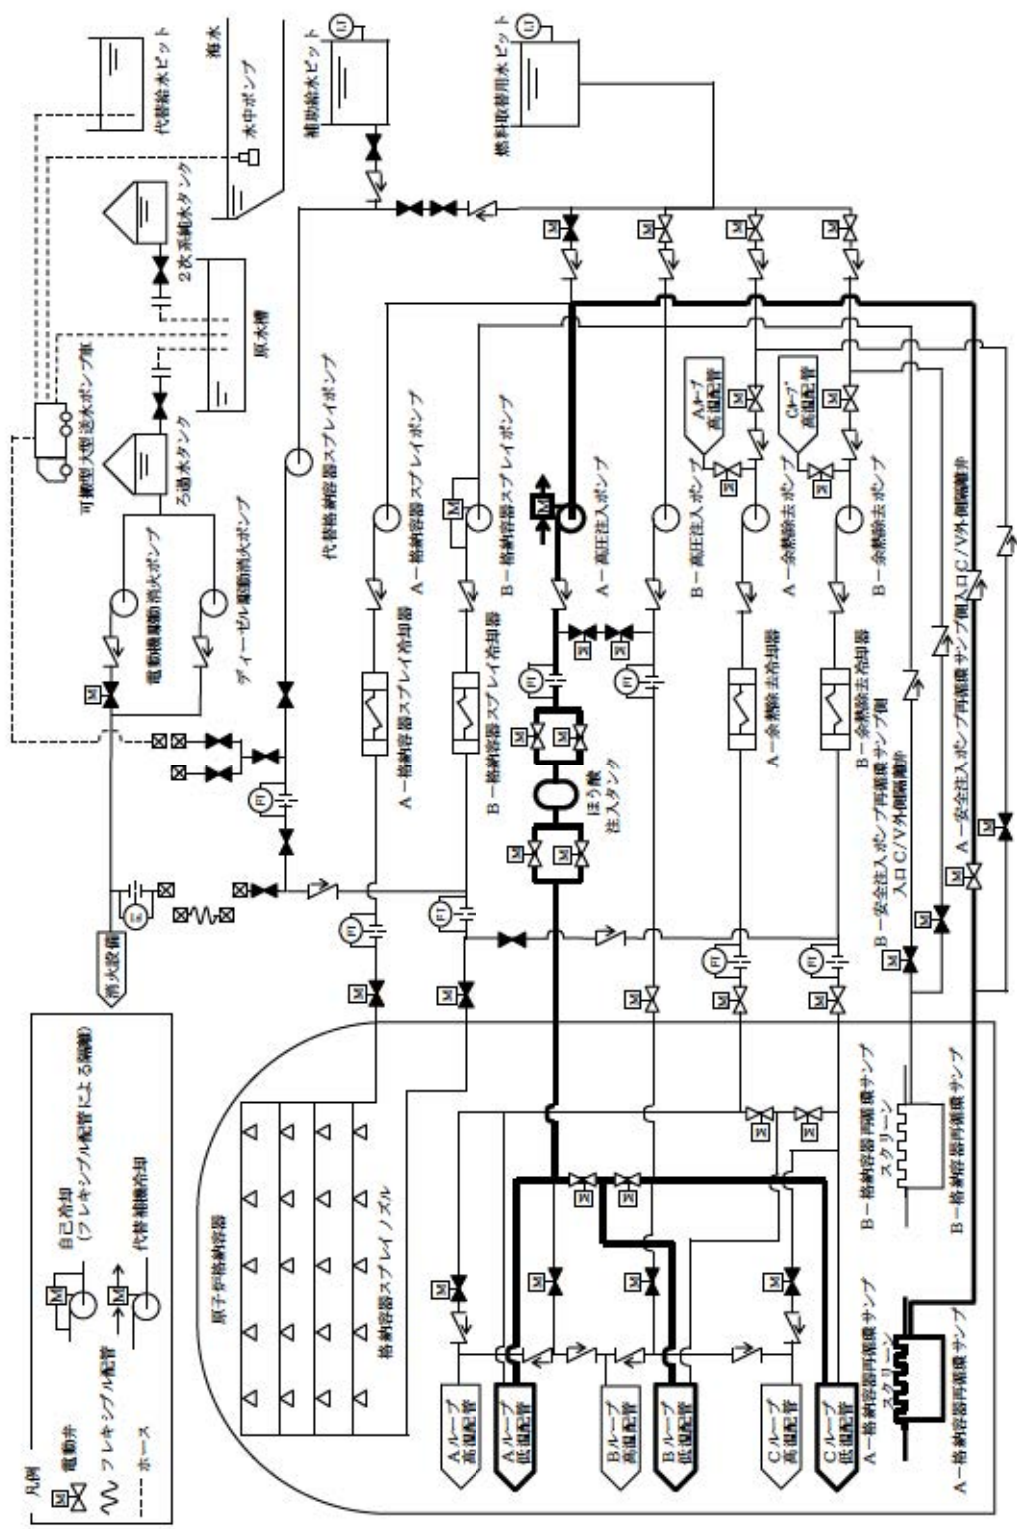 凡例
電動弁
フレキシブル配管
ホース
自己冷却
(フレキシブル配管による隔離)
代替補機冷却
M
M
M
消火設備
電動機駆動消火ポンプ
ディーゼル駆動消火ポンプ
可搬型大型送水ポンプ車
ろ過水タンク
2次系純水タンク
原水槽
代替給水ピット
海水
水中ポンプ
補助給水ピット
燃料取替用水ピット
LI
LI
代替格納容器スプレイポンプ
A-格納容器スプレイポンプ
B-格納容器スプレイポンプ
A-高圧注入ポンプ
B-高圧注入ポンプ
A-余熱除去ポンプ
B-余熱除去ポンプ
Aループ
高温配管
Cループ
高温配管
A-格納容器スプレイ冷却器
B-格納容器スプレイ冷却器
ほう酸
注入タンク
A-余熱除去冷却器
B-余熱除去冷却器
B-安全注入ポンプ再循環サンプ側
入口C/V外側隔離弁
A-安全注入ポンプ再循環サンプ側入口C/V外側隔離弁
FI
FI
FI
FI
FI
FI
FI
原子炉格納容器
格納容器スプレイノズル
Aループ
高温配管
Aループ
低温配管
Bループ
高温配管
Bループ
低温配管
Cループ
高温配管
Cループ
低温配管
B-格納容器再循環サンプ
スクリーン
B-格納容器再循環サンプ
A-格納容器再循環サンプ
スクリーン
A-格納容器再循環サンプ